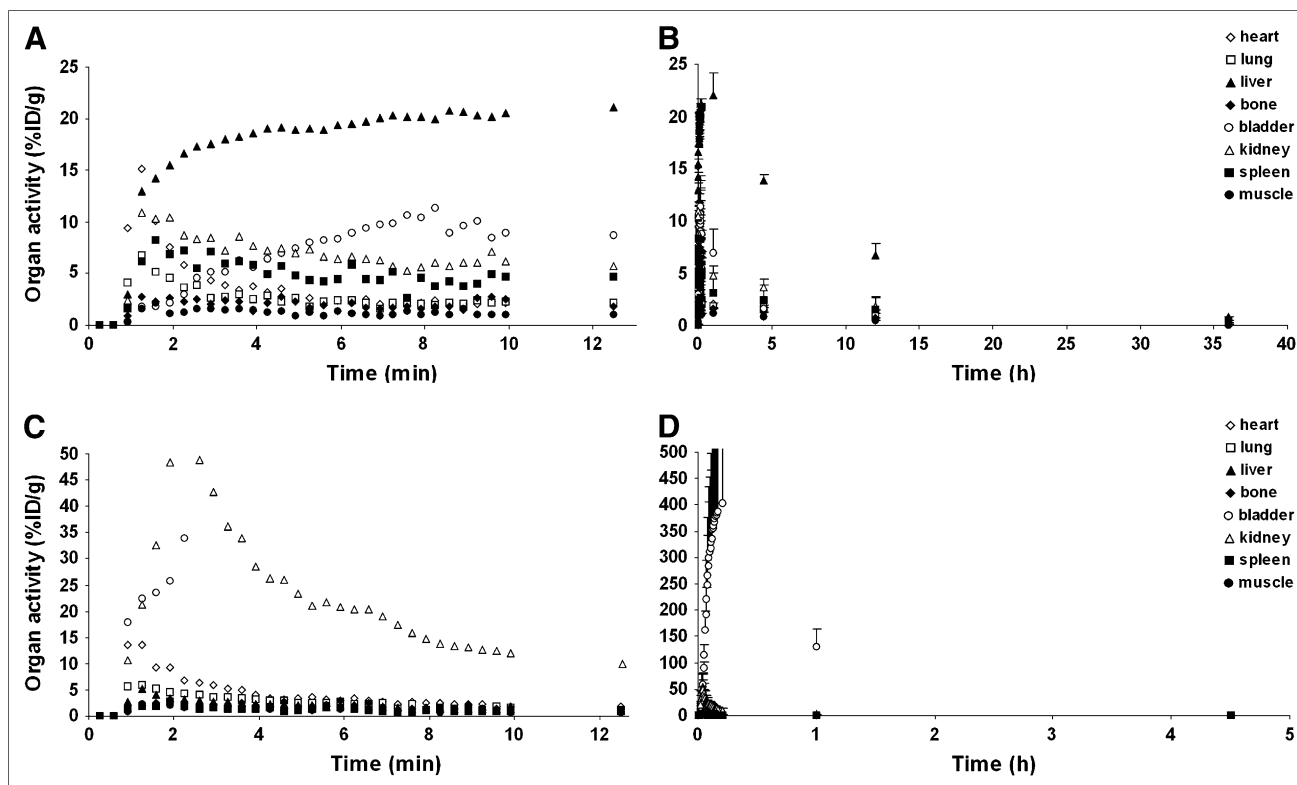 A
Organ activity (%ID/g)
25
20
15
10
5
0
0 2 4 6 8 10 12
Time (min)
B
25
20
15
10
5
0
0 5 10 15 20 25 30 35 40
Time (h)
heart
lung
liver
bone
bladder
kidney
spleen
muscle
C
Organ activity (%ID/g)
50
45
40
35
30
25
20
15
10
5
0
0 2 4 6 8 10 12
Time (min)
D
500
450
400
350
300
250
200
150
100
50
0
0 1 2 3 4 5
Time (h)
heart
lung
liver
bone
bladder
kidney
spleen
muscle